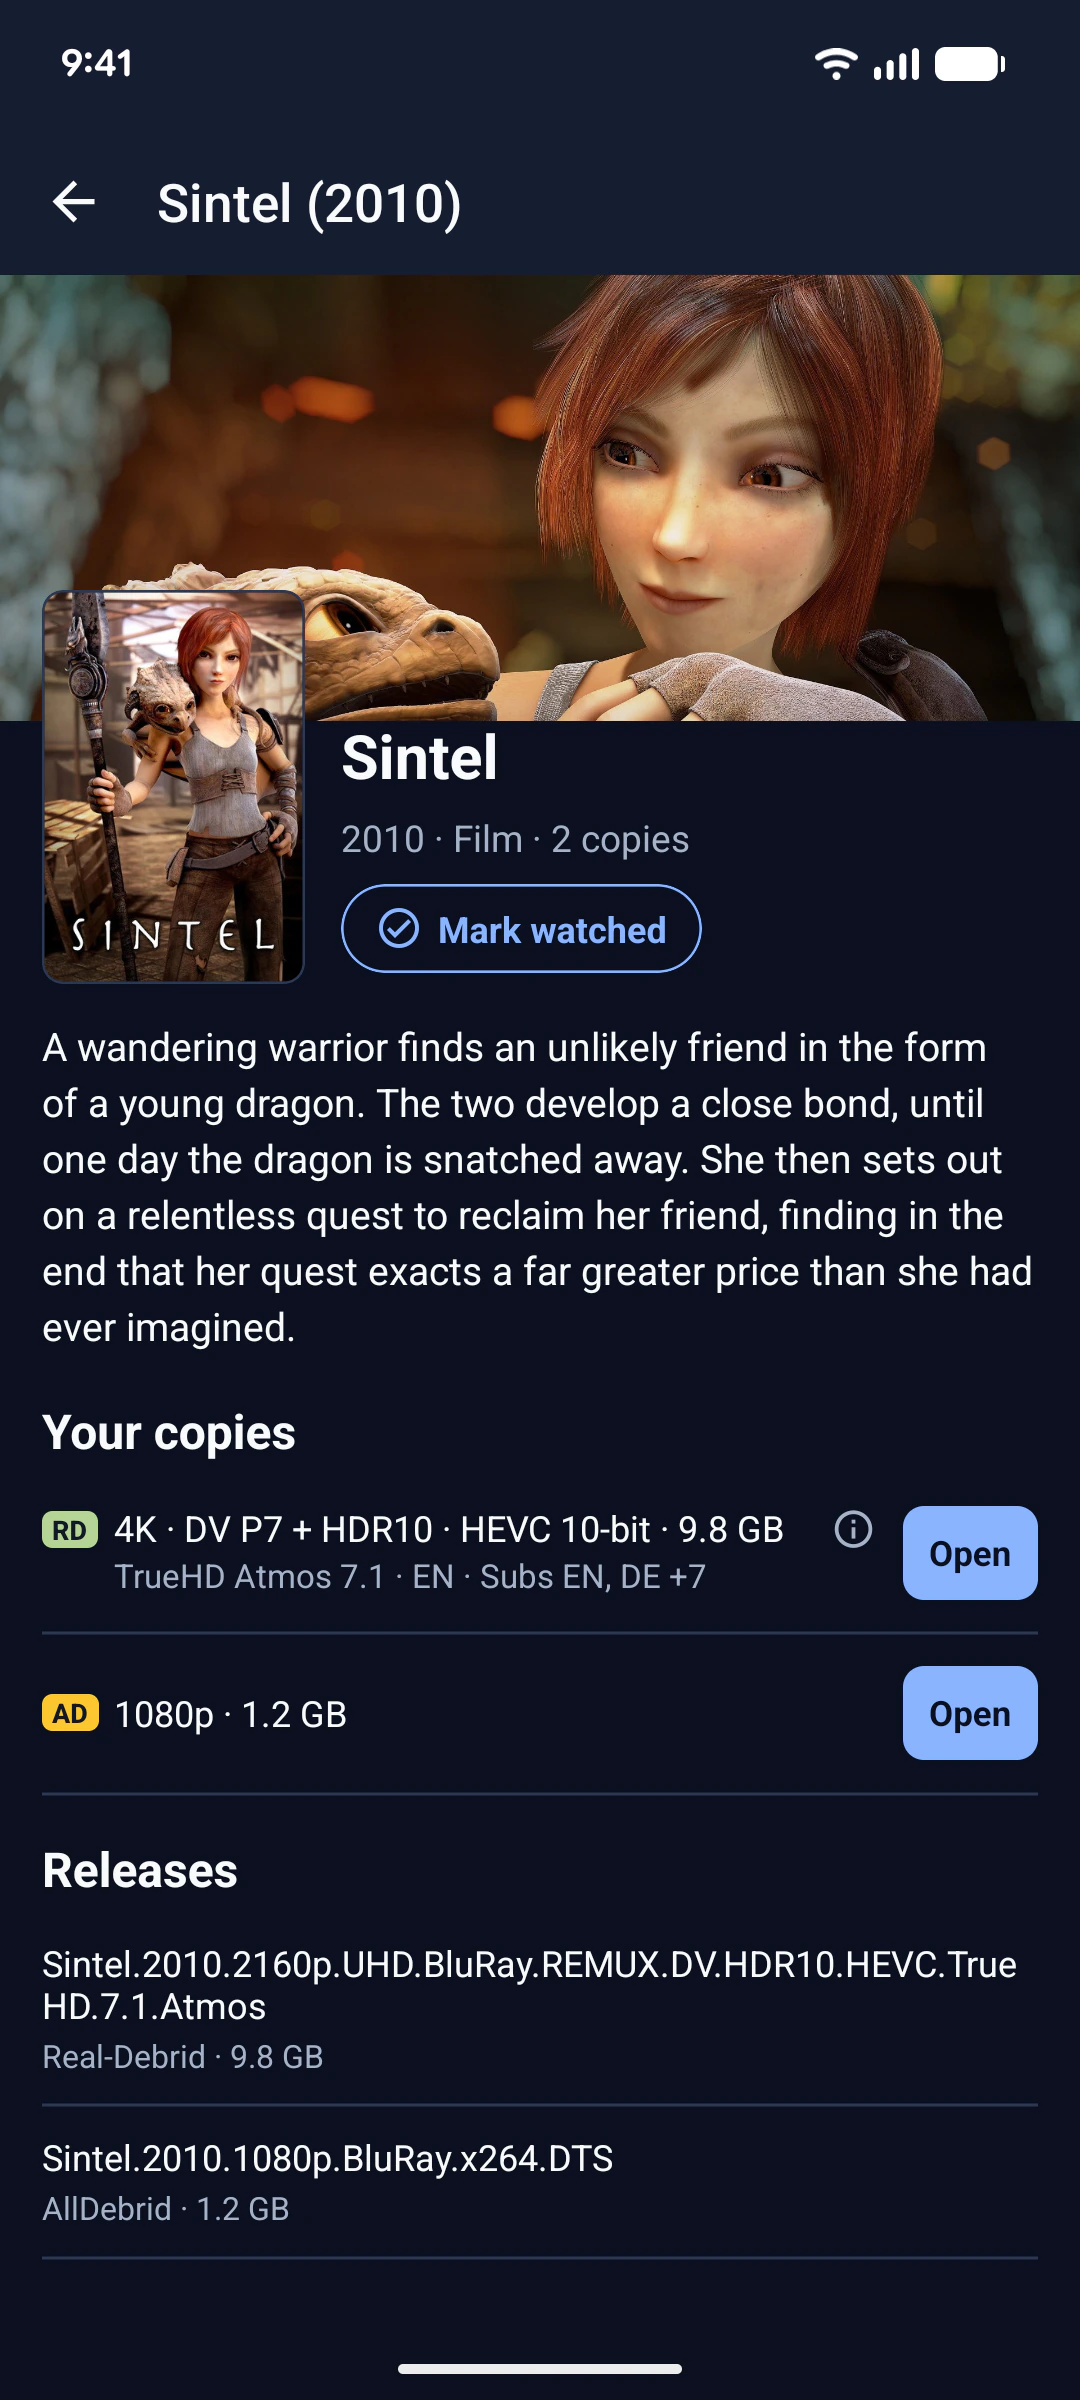 9:41
Sintel (2010)
SINTEL
Sintel
2010 · Film · 2 copies
Mark watched
A wandering warrior finds an unlikely friend in the form
of a young dragon. The two develop a close bond, until
one day the dragon is snatched away. She then sets out
on a relentless quest to reclaim her friend, finding in the
end that her quest exacts a far greater price than she had
ever imagined.
Your copies
RD 4K · DV P7 + HDR10 · HEVC 10-bit · 9.8 GB
Open
TrueHD Atmos 7.1 · EN · Subs EN, DE +7
AD 1080p · 1.2 GB
Open
Releases
Sintel.2010.2160p.UHD.BluRay.REMUX.DV.HDR10.HEVC.True
HD.7.1.Atmos
Real-Debrid · 9.8 GB
Sintel.2010.1080p.BluRay.x264.DTS
AllDebrid · 1.2 GB